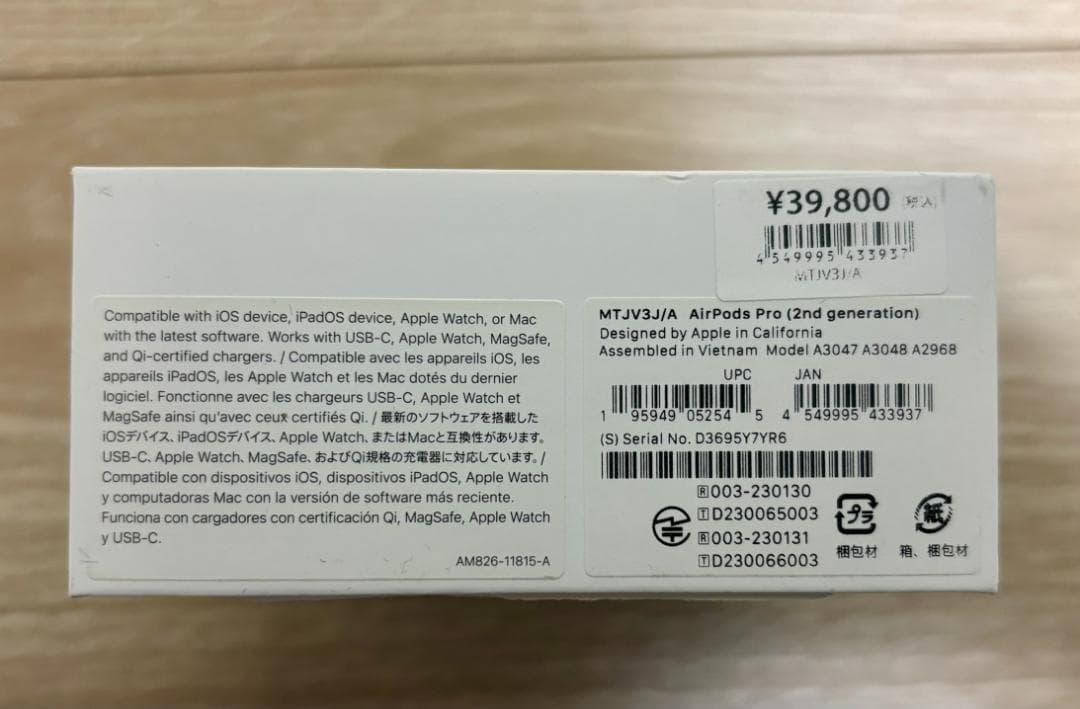 ¥39,800 (税込)
4 549995 433937
MTJV3J/A
Compatible with iOS device, iPadOS device, Apple Watch, or Mac
with the latest software. Works with USB-C, Apple Watch, MagSafe,
and Qi-certified chargers. / Compatible avec les appareils iOS, les
appareils iPadOS, les Apple Watch et les Mac dotés du dernier
logiciel. Fonctionne avec les chargeurs USB-C, Apple Watch et
MagSafe ainsi qu'avec ceux certifiés Qi. / 最新のソフトウェアを搭載した
iOSデバイス、iPadOSデバイス、Apple Watch、またはMacと互換性があります。
USB-C、Apple Watch、MagSafe、およびQi規格の充電器に対応しています。/
Compatible con dispositivos iOS, dispositivos iPadOS, Apple Watch
y computadoras Mac con la versión de software más reciente.
Funciona con cargadores con certificación Qi, MagSafe, Apple Watch
y USB-C.
AM826-11815-A
MTJV3J/A AirPods Pro (2nd generation)
Designed by Apple in California
Assembled in Vietnam Model A3047 A3048 A2968
UPC JAN
1 95949 05254 5 4 549995 433937
(S) Serial No. D3695Y7YR6
R 003-230130
T D230065003
R 003-231131
T D230066003
プラ
梱包材
紙
箱、梱包材